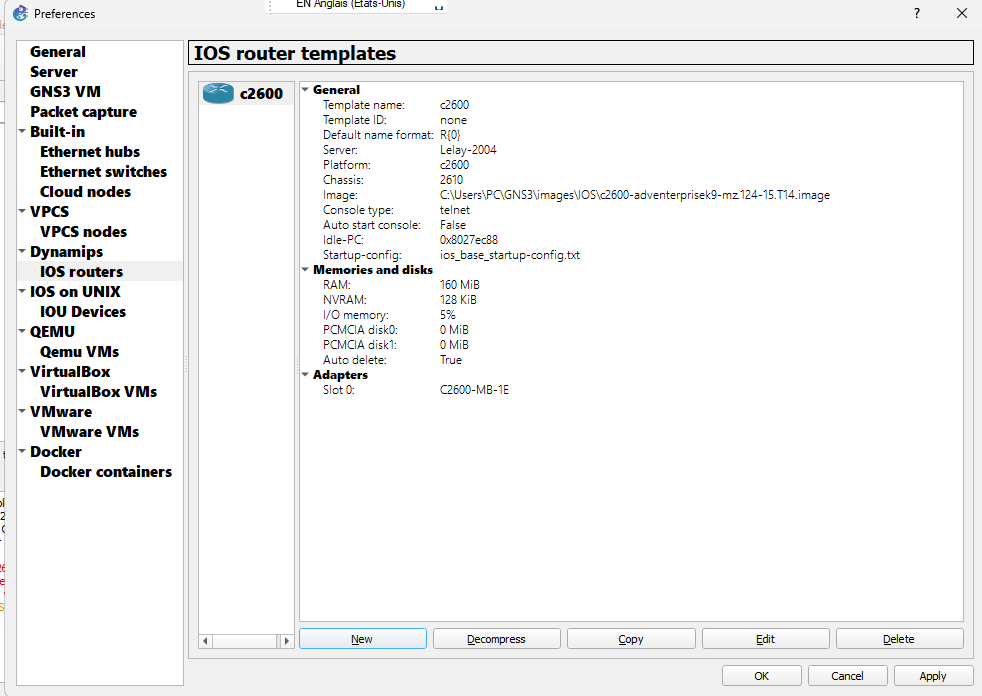 EN Anglais (États-Unis)
Preferences
?
General
Server
GNS3 VM
Packet capture
Built-in
Ethernet hubs
Ethernet switches
Cloud nodes
VPCS
VPCS nodes
Dynamips
IOS routers
IOS on UNIX
IOU Devices
QEMU
Qemu VMs
VirtualBox
VirtualBox VMs
VMware
VMware VMs
Docker
Docker containers
IOS router templates
c2600
General
Template name: c2600
Template ID: none
Default name format: R{0}
Server: Lelay-2004
Platform: c2600
Chassis: 2610
Image: C:\Users\PC\GNS3\images\IOS\c2600-adventerprisek9-mz.124-15.T14.image
Console type: telnet
Auto start console: False
Idle-PC: 0x8027ec88
Startup-config: ios_base_startup-config.txt
Memories and disks
RAM: 160 MiB
NVRAM: 128 KiB
I/O memory: 5%
PCMCIA disk0: 0 MiB
PCMCIA disk1: 0 MiB
Auto delete: True
Adapters
Slot 0: C2600-MB-1E
New Decompress Copy Edit Delete
OK Cancel Apply